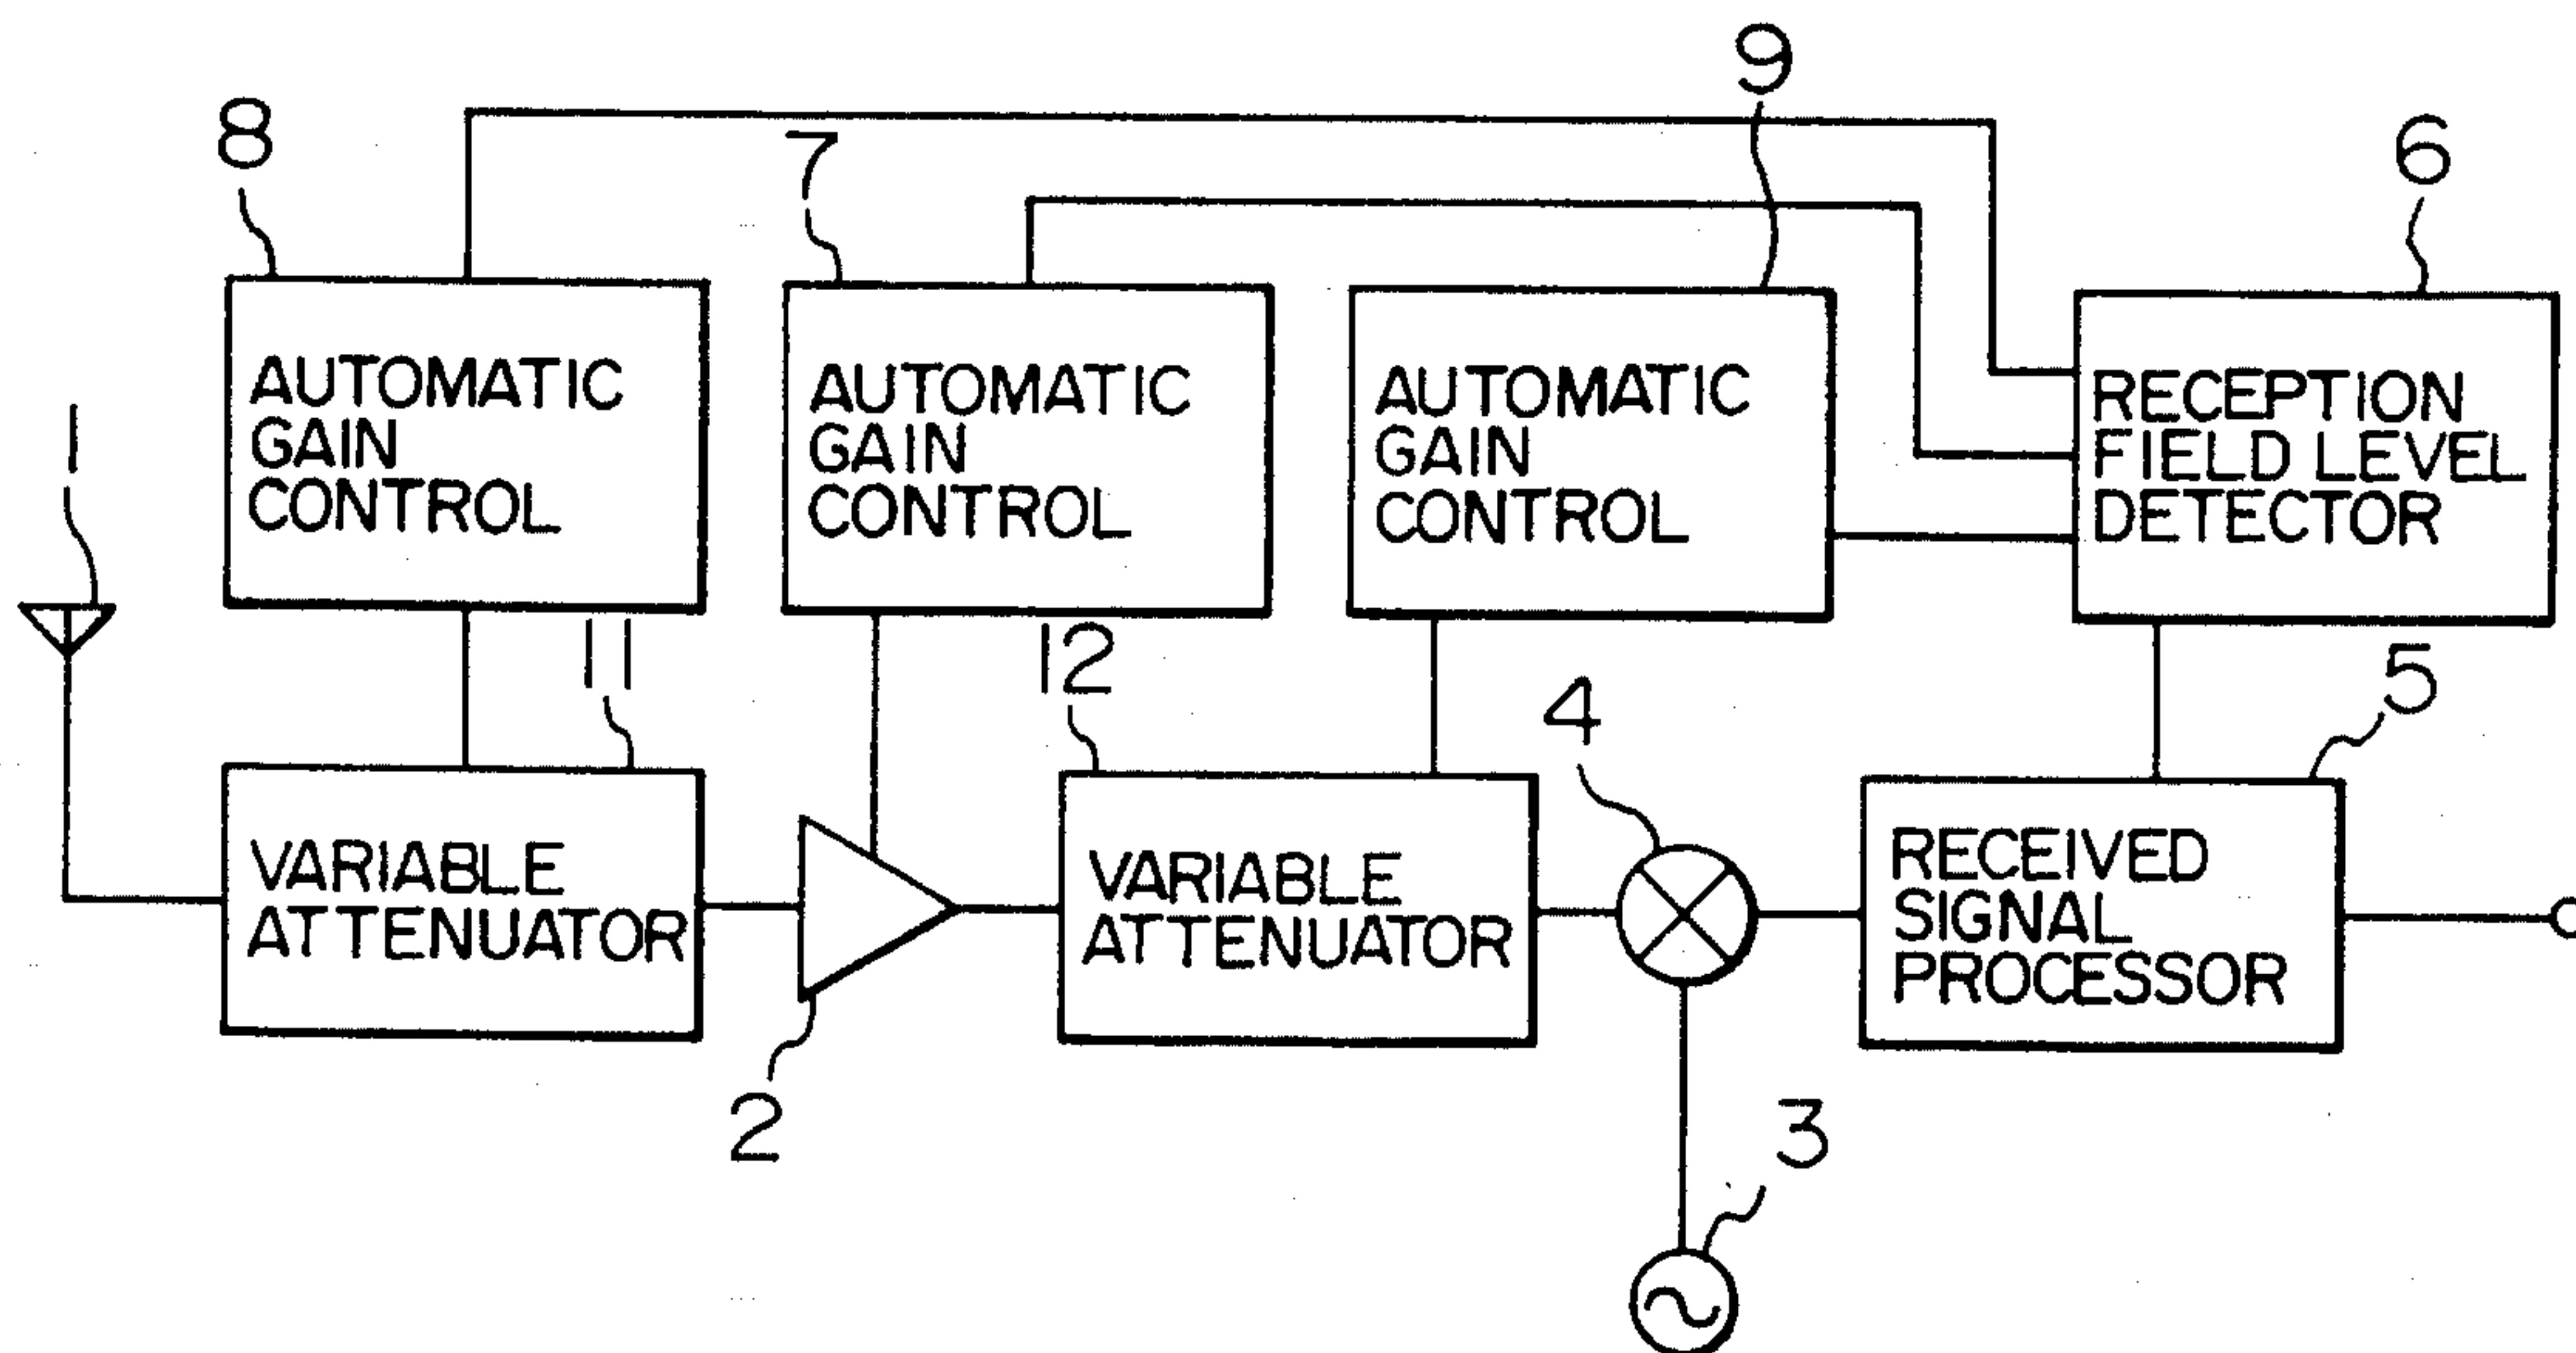 9
8
7
6
AUTOMATIC
GAIN
CONTROL
AUTOMATIC
GAIN
CONTROL
AUTOMATIC
GAIN
CONTROL
RECEPTION
FIELD LEVEL
DETECTOR
1
11
12
4
5
VARIABLE
ATTENUATOR
VARIABLE
ATTENUATOR
RECEIVED
SIGNAL
PROCESSOR
2
3